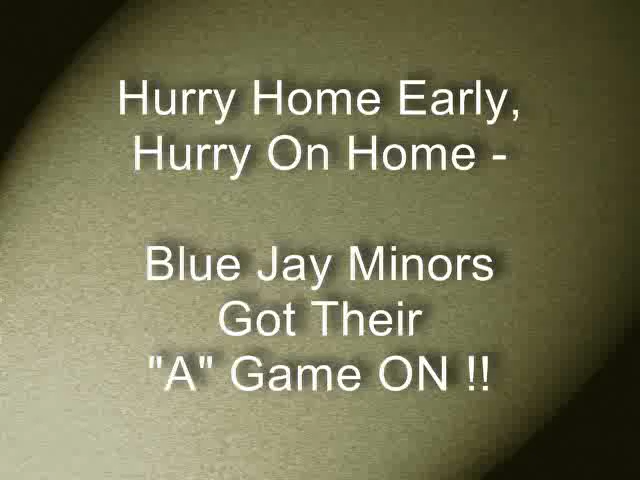 Hurry Home Early,
Hurry On Home -
Blue Jay Minors
Got Their
"A" Game ON !!